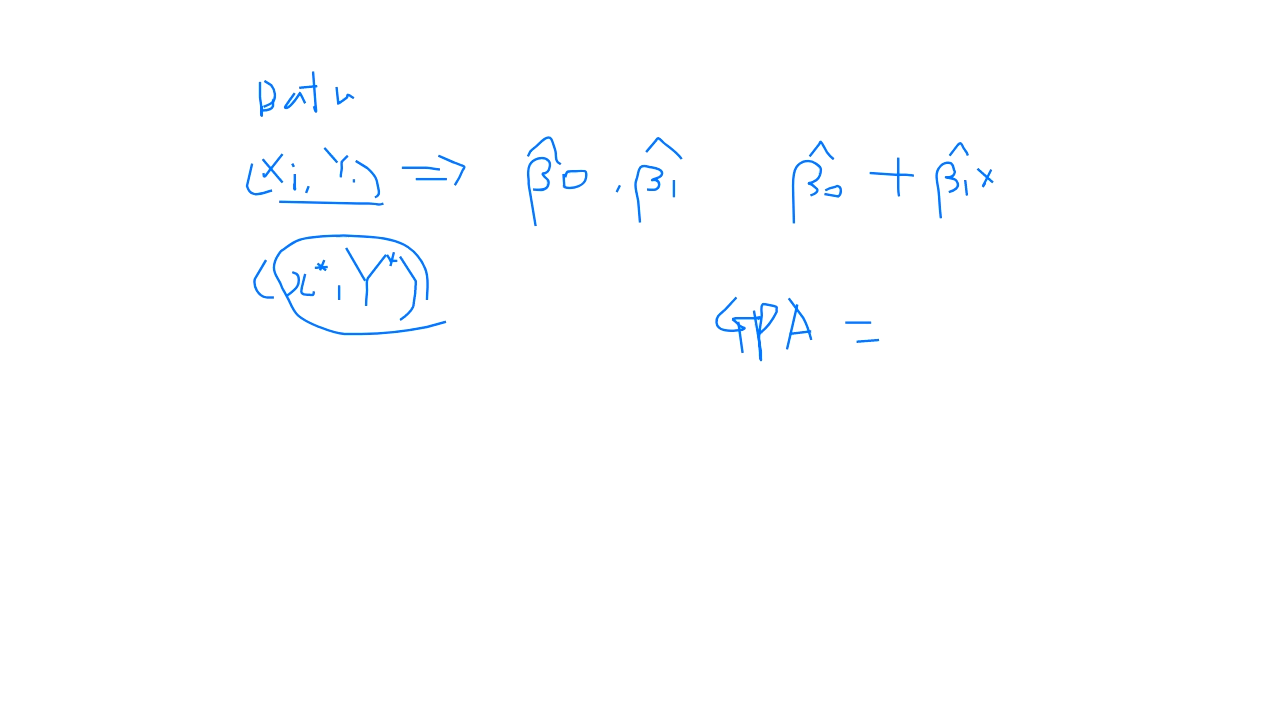 Data
(Xi, Yi) ⇒ β̂0, β̂1 β̂0 + β̂1x
(x*, Y*)
GPA =